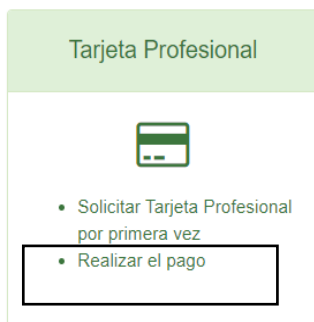 Tarjeta Profesional
• Solicitar Tarjeta Profesional
por primera vez
• Realizar el pago